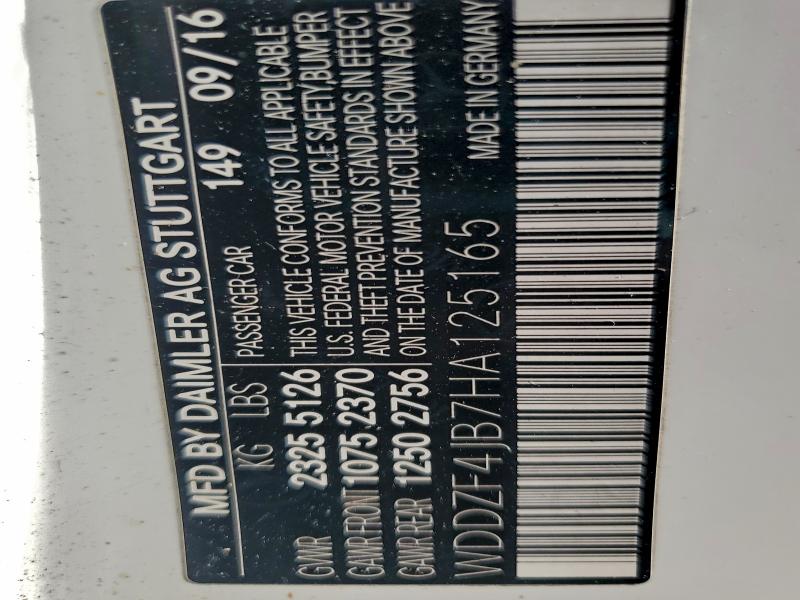 MFD BY DAIMLER AG STUTTGART
149 09/16
KG LBS PASSENGER CAR
GVWR 2325 5126 THIS VEHICLE CONFORMS TO ALL APPLICABLE
GAWR FRONT 1075 2370 U.S. FEDERAL MOTOR VEHICLE SAFETY/BUMPER
AND THEFT PREVENTION STANDARDS IN EFFECT
GAWR REAR 1250 2756 ON THE DATE OF MANUFACTURE SHOWN ABOVE
WDDZF4JB7HA125165 MADE IN GERMANY